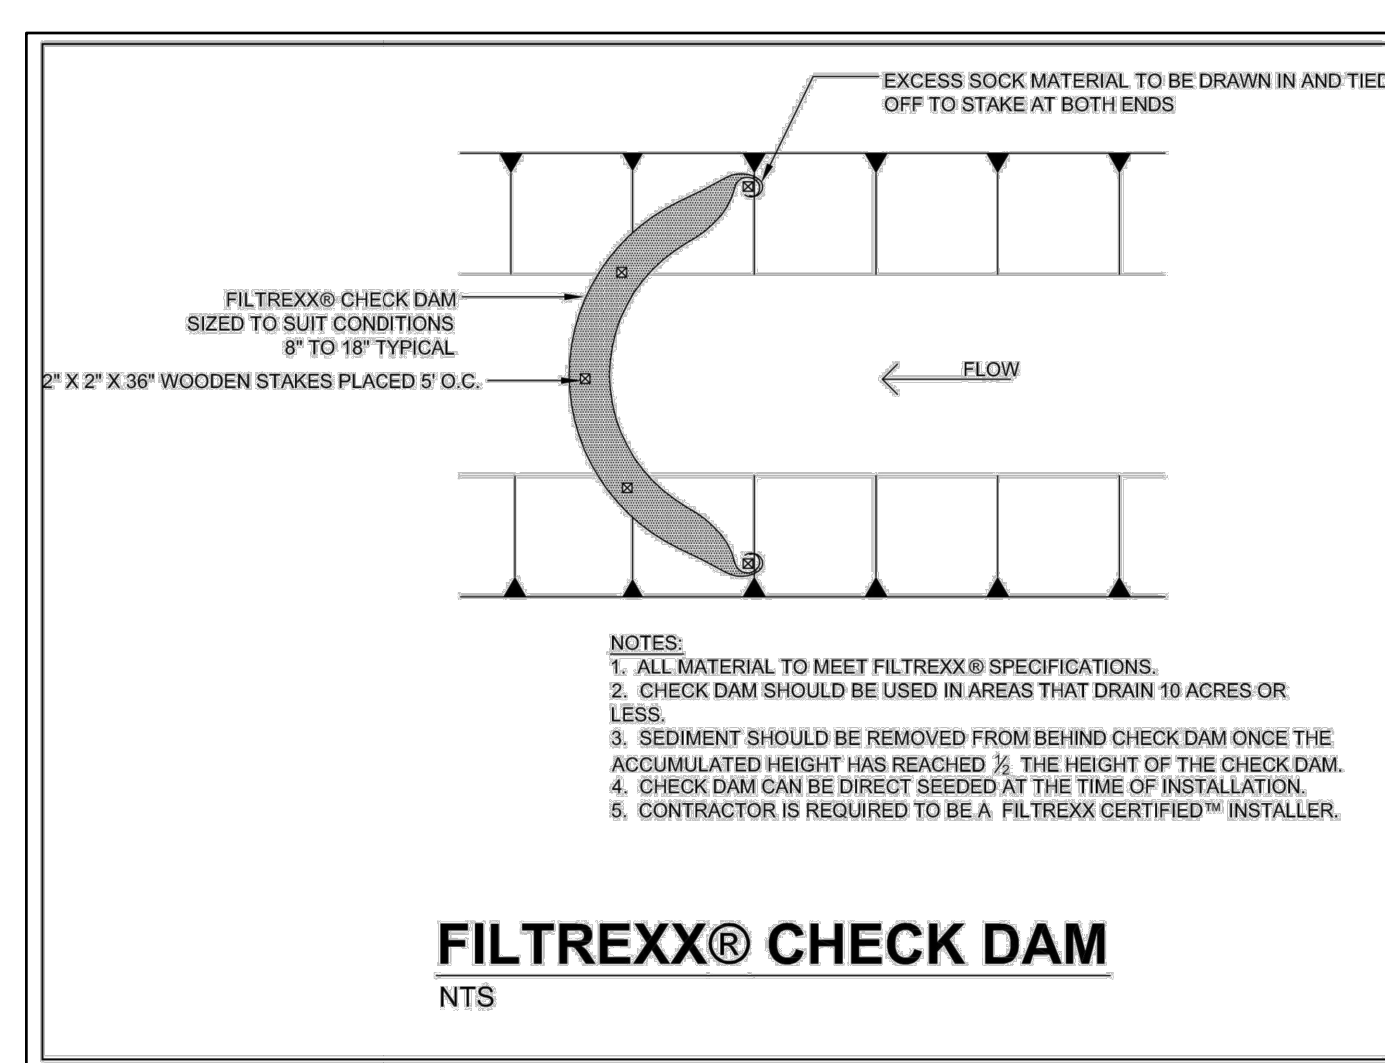 EXCESS SOCK MATERIAL TO BE DRAWN IN AND TIED
OFF TO STAKE AT BOTH ENDS
FILTREXX® CHECK DAM
SIZED TO SUIT CONDITIONS
8" TO 18" TYPICAL
2" X 2" X 36" WOODEN STAKES PLACED 5' O.C.
FLOW
NOTES:
1. ALL MATERIAL TO MEET FILTREXX® SPECIFICATIONS.
2. CHECK DAM SHOULD BE USED IN AREAS THAT DRAIN 10 ACRES OR
LESS.
3. SEDIMENT SHOULD BE REMOVED FROM BEHIND CHECK DAM ONCE THE
ACCUMULATED HEIGHT HAS REACHED ½ THE HEIGHT OF THE CHECK DAM.
4. CHECK DAM CAN BE DIRECT SEEDED AT THE TIME OF INSTALLATION.
5. CONTRACTOR IS REQUIRED TO BE A FILTREXX CERTIFIED™ INSTALLER.
FILTREXX® CHECK DAM
NTS